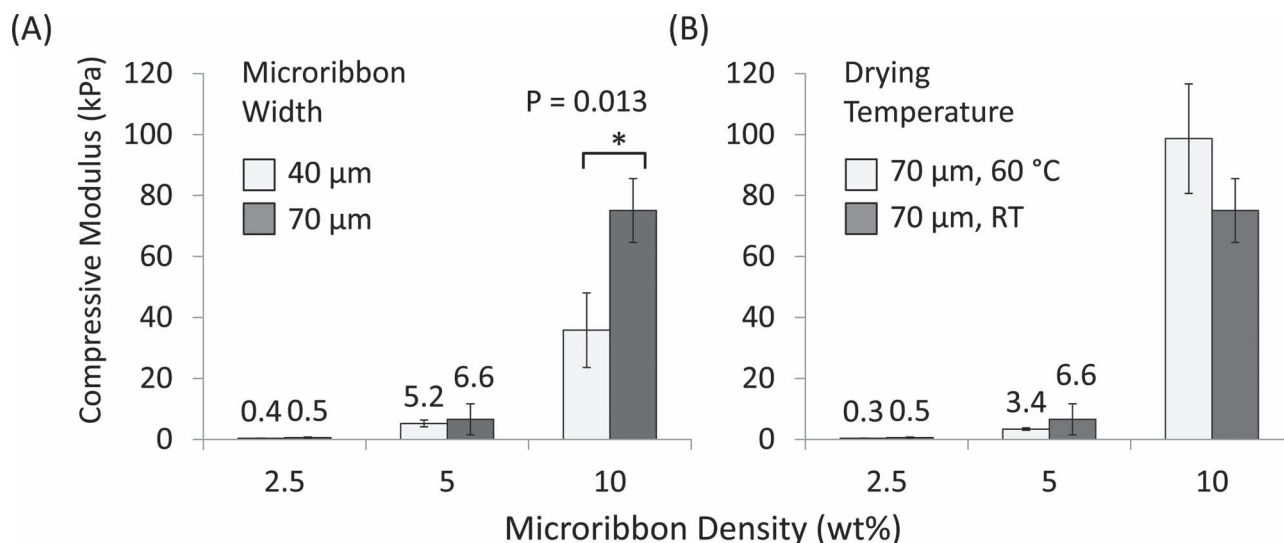 (A)
Compressive Modulus (kPa)
120
100
80
60
40
20
0
Microribbon
Width
40 µm
70 µm
P = 0.013
*
0.4 0.5
5.2
6.6
2.5
5
10
(B)
120
100
80
60
40
20
0
Drying
Temperature
70 µm, 60 °C
70 µm, RT
0.3 0.5
3.4
6.6
2.5
5
10
Microribbon Density (wt%)